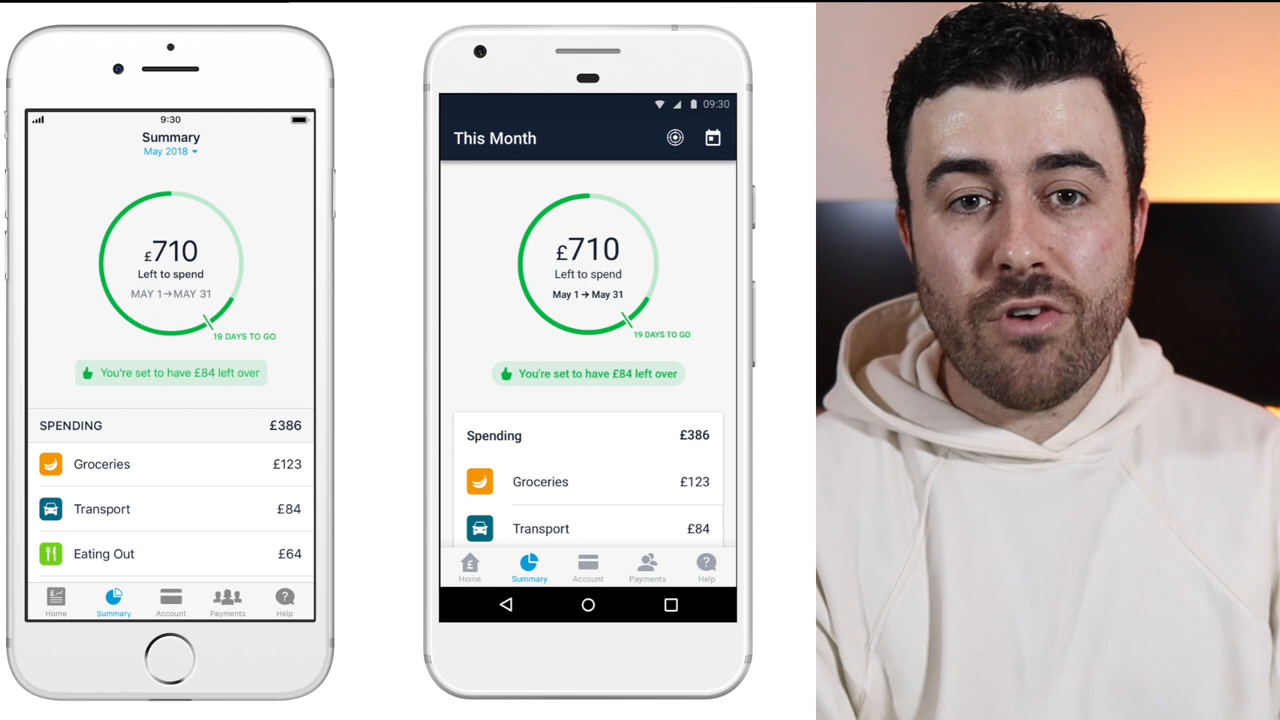 9:30
Summary
May 2018
£710
Left to spend
MAY 1→MAY 31
19 DAYS TO GO
You're set to have £84 left over
SPENDING £386
Groceries £123
Transport £84
Eating Out £64
Home Summary Account Payments Help
09:30
This Month
£710
Left to spend
May 1 → May 31
19 DAYS TO GO
You're set to have £84 left over
Spending £386
Groceries £123
Transport £84
Home Summary Account Payments Help